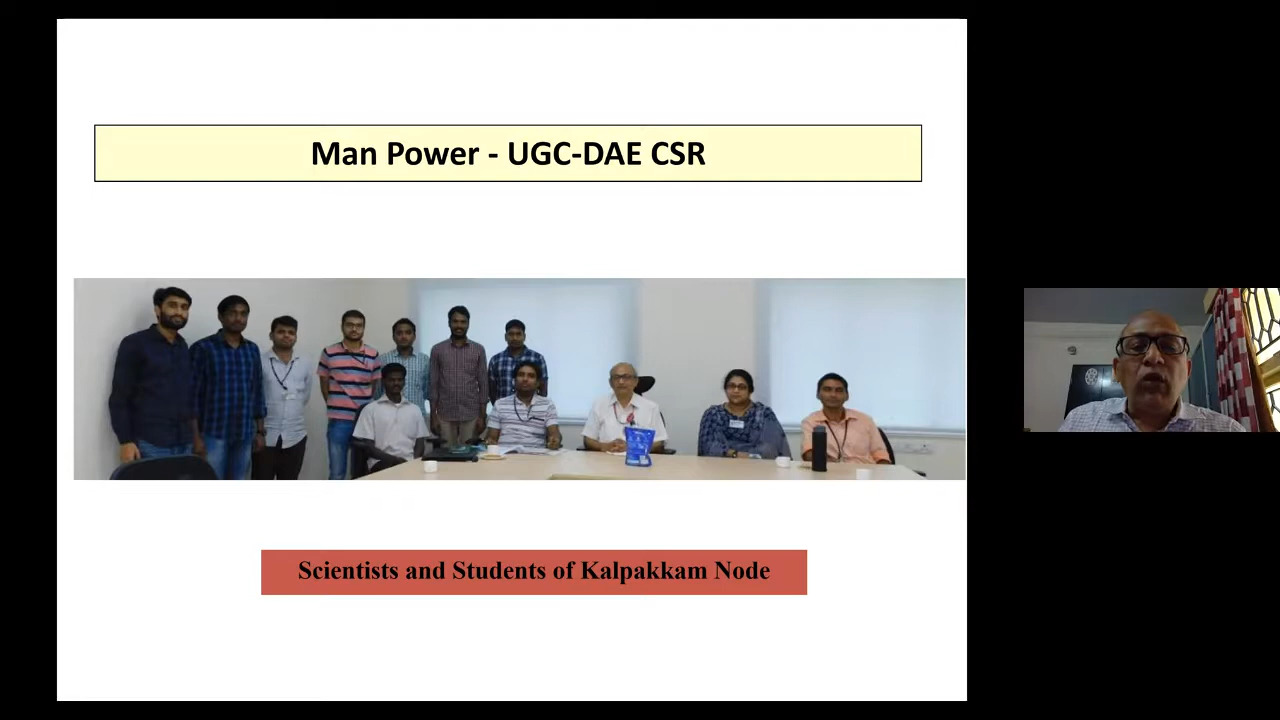 Man Power - UGC-DAE CSR
Scientists and Students of Kalpakkam Node